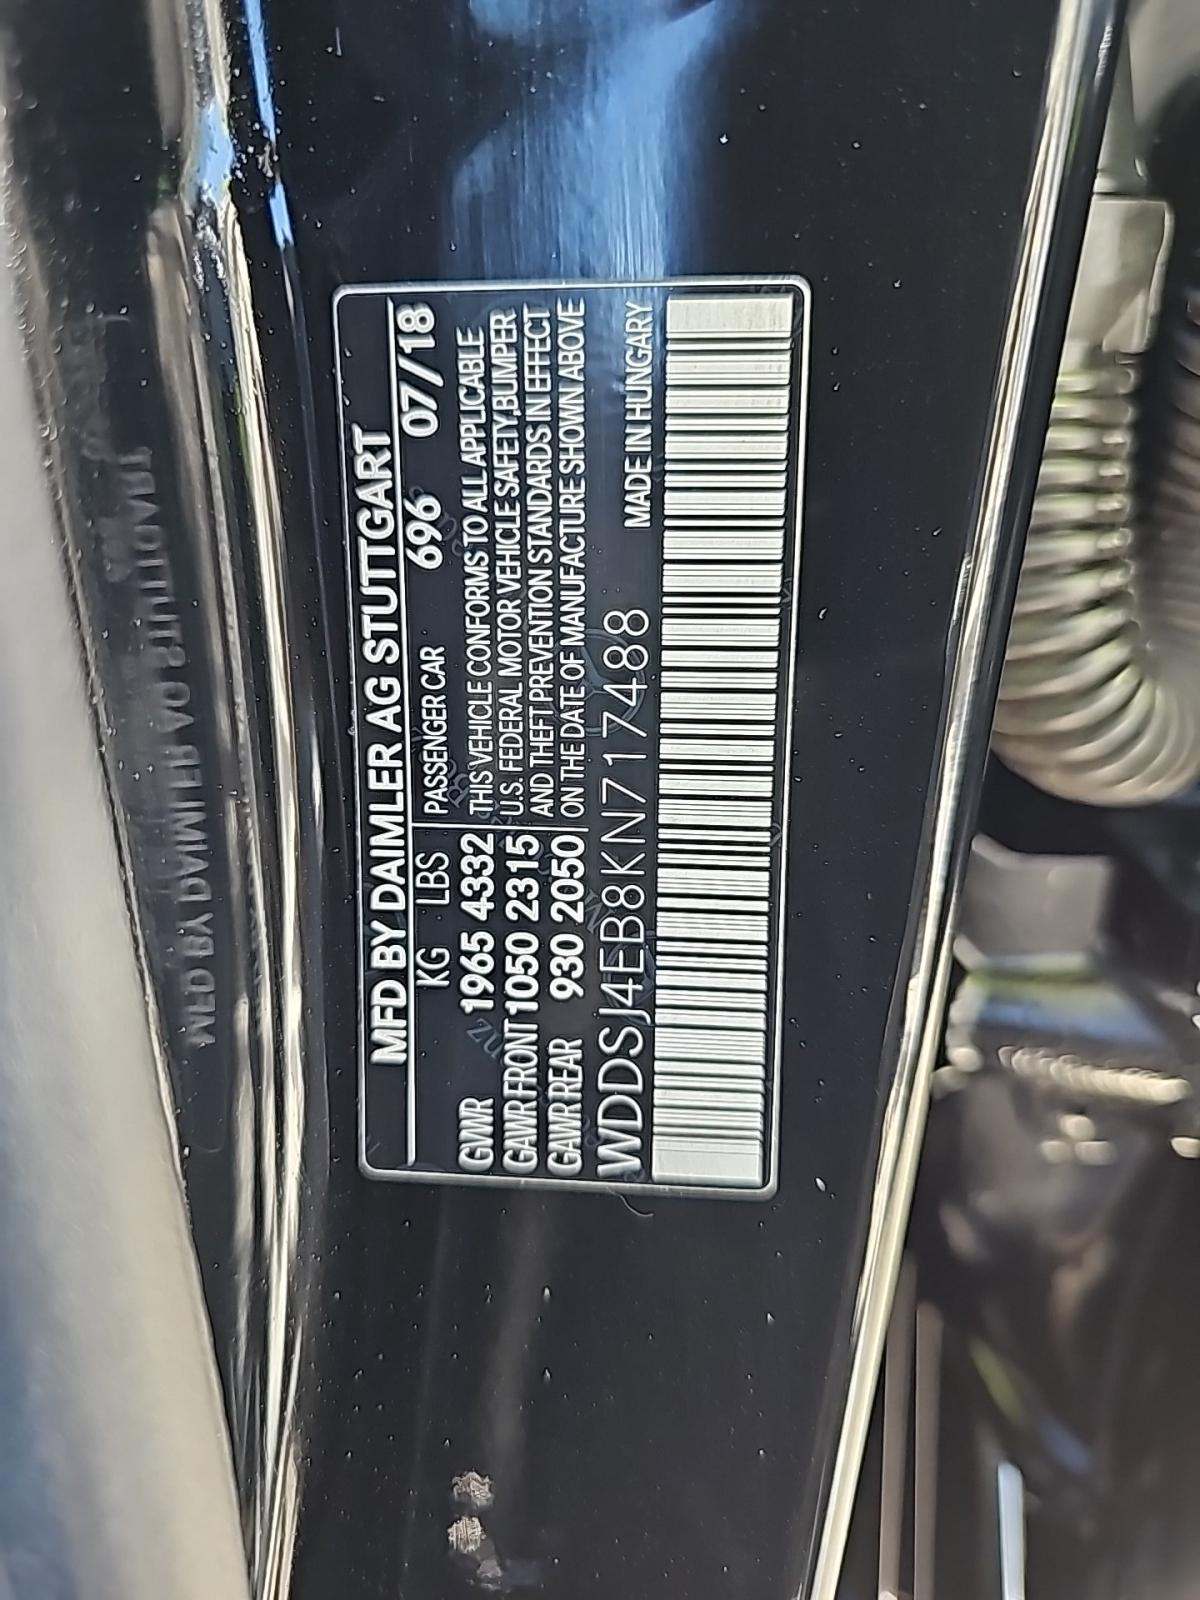 MFD BY DAIMLER AG STUTTGART
KG LBS PASSENGER CAR 696 07/18
GVWR 1965 4332 THIS VEHICLE CONFORMS TO ALL APPLICABLE
GAWR FRONT 1050 2315 U.S. FEDERAL MOTOR VEHICLE SAFETY, BUMPER
GAWR REAR 930 2050 AND THEFT PREVENTION STANDARDS IN EFFECT
ON THE DATE OF MANUFACTURE SHOWN ABOVE
WDDSJ4EB8KN717488 MADE IN HUNGARY